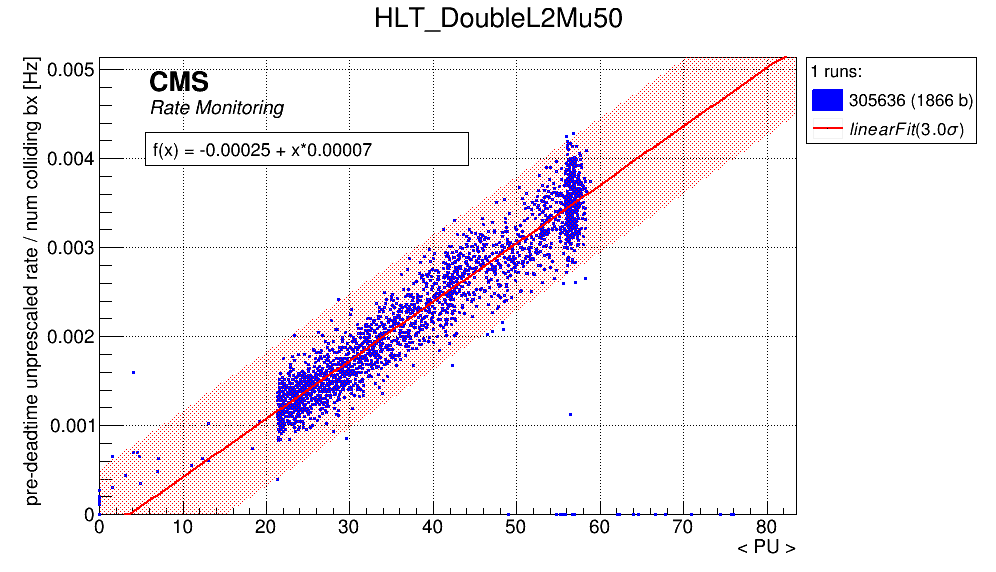 HLT_DoubleL2Mu50
pre-deadtime unprescaled rate / num colliding bx [Hz]
CMS
Rate Monitoring
f(x) = -0.00025 + x*0.00007
1 runs:
305636 (1866 b)
linearFit(3.0σ)
0.005
0.004
0.003
0.002
0.001
0
0 10 20 30 40 50 60 70 80
< PU >